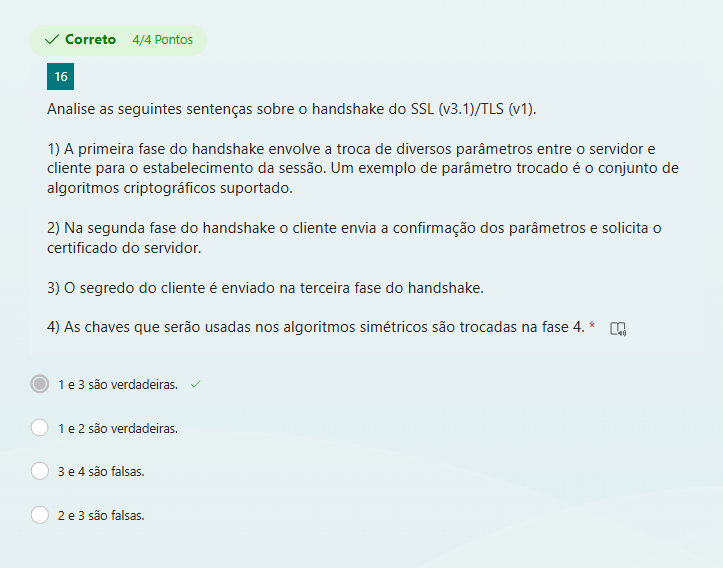 Correto 4/4 Pontos
16
Analise as seguintes sentenças sobre o handshake do SSL (v3.1)/TLS (v1).
1) A primeira fase do handshake envolve a troca de diversos parâmetros entre o servidor e
cliente para o estabelecimento da sessão. Um exemplo de parâmetro trocado é o conjunto de
algoritmos criptográficos suportado.
2) Na segunda fase do handshake o cliente envia a confirmação dos parâmetros e solicita o
certificado do servidor.
3) O segredo do cliente é enviado na terceira fase do handshake.
4) As chaves que serão usadas nos algoritmos simétricos são trocadas na fase 4. *
1 e 3 são verdadeiras.
1 e 2 são verdadeiras.
3 e 4 são falsas.
2 e 3 são falsas.